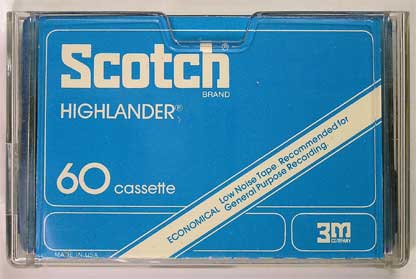 Scotch®
BRAND
HIGHLANDER®
60 cassette
ECONOMICAL Low Noise Tape. Recommended for
General Purpose Recording.
3M
COMPANY
MADE IN U.S.A.